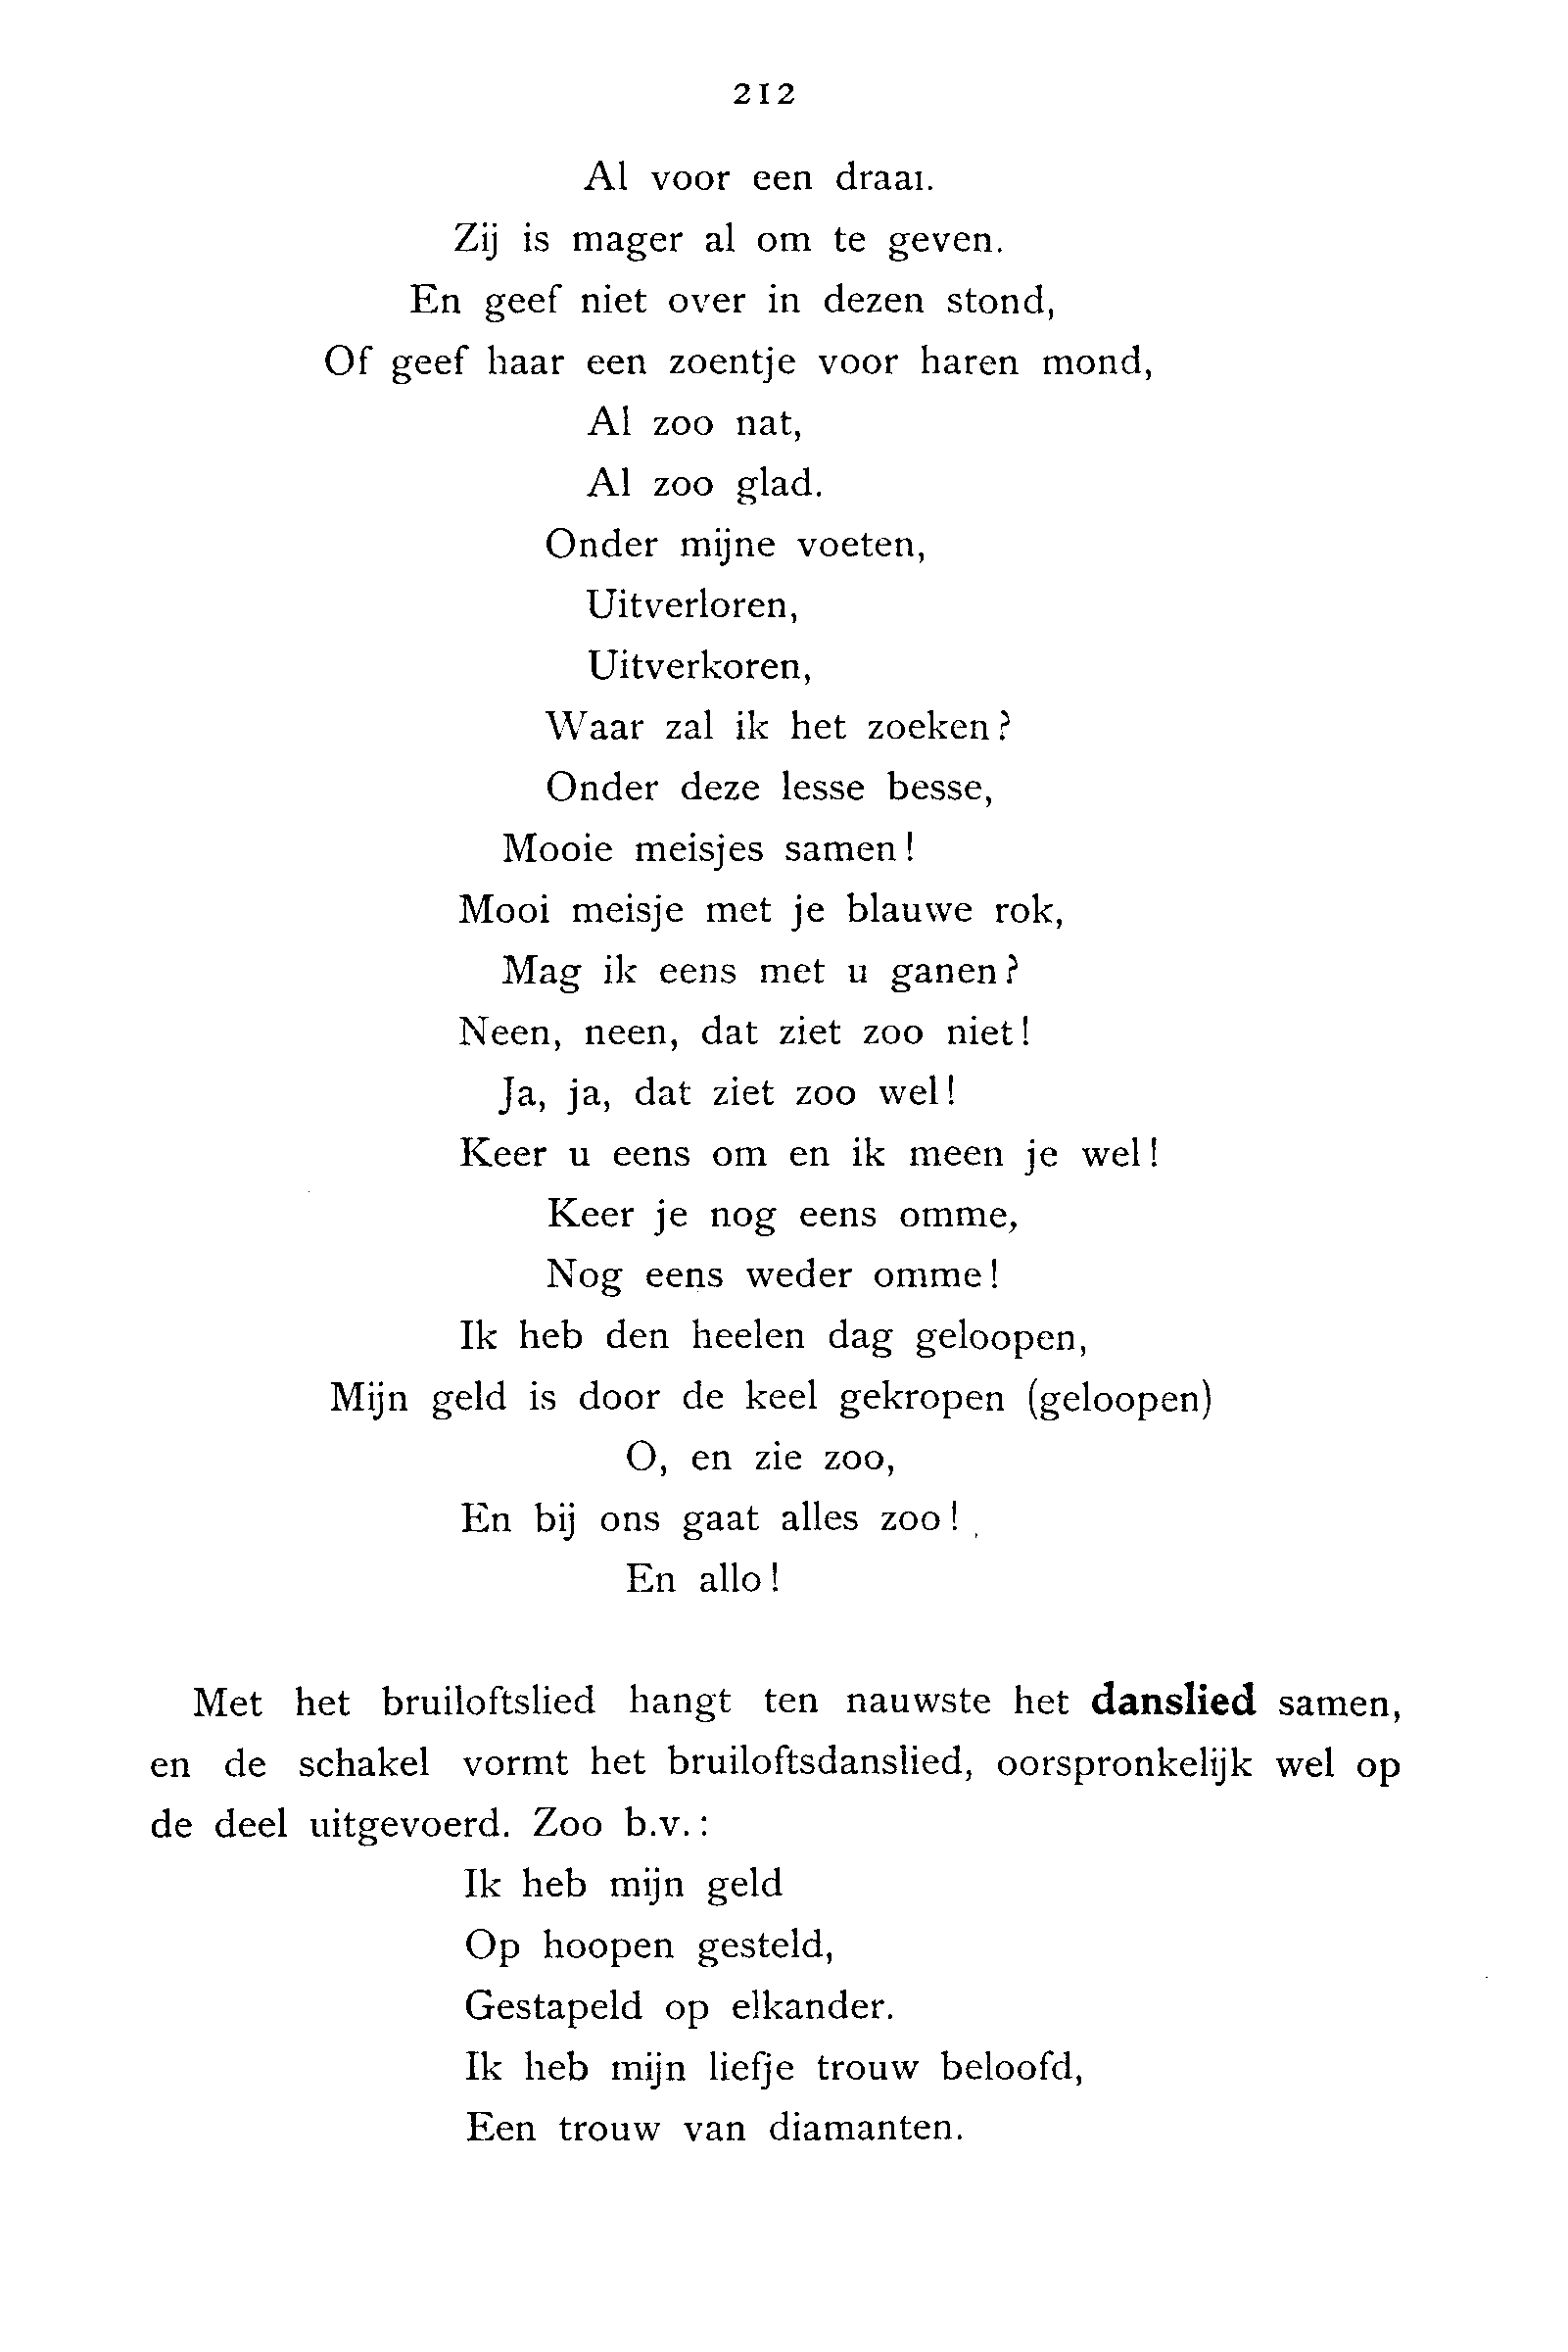 212
Al voor een draai.
Zij is mager al om te geven.
En geef niet over in dezen stond,
Of geef haar een zoentje voor haren mond,
Al zoo nat,
Al zoo glad.
Onder mijne voeten,
Uitverloren,
Uitverkoren,
Waar zal ik het zoeken?
Onder deze lesse besse,
Mooie meisjes samen!
Mooi meisje met je blauwe rok,
Mag ik eens met u ganen?
Neen, neen, dat ziet zoo niet!
Ja, ja, dat ziet zoo wel!
Keer u eens om en ik meen je wel!
Keer je nog eens omme,
Nog eens weder omme!
Ik heb den heelen dag geloopen,
Mijn geld is door de keel gekropen (geloopen)
O, en zie zoo,
En bij ons gaat alles zoo!
En allo!
Met het bruiloftslied hangt ten nauwste het danslied samen,
en de schakel vormt het bruiloftsdanslied, oorspronkelijk wel op
de deel uitgevoerd. Zoo b.v.:
Ik heb mijn geld
Op hoopen gesteld,
Gestapeld op elkander.
Ik heb mijn liefje trouw beloofd,
Een trouw van diamanten.